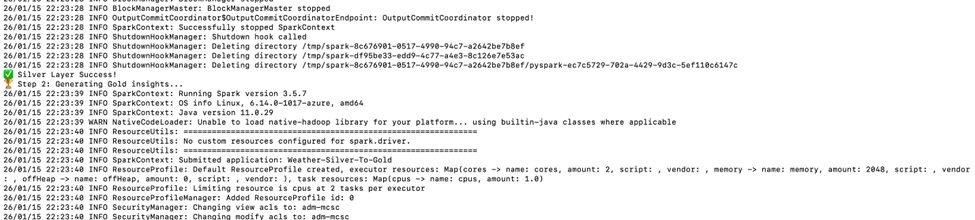 26/01/15 22:23:28 INFO BlockManagerMaster: BlockManagerMaster stopped
26/01/15 22:23:28 INFO OutputCommitCoordinator$OutputCommitCoordinatorEndpoint: OutputCommitCoordinator stopped!
26/01/15 22:23:28 INFO SparkContext: Successfully stopped SparkContext
26/01/15 22:23:28 INFO ShutdownHookManager: Shutdown hook called
26/01/15 22:23:28 INFO ShutdownHookManager: Deleting directory /tmp/spark-8c676901-0517-4990-94c7-a2642be7b8ef
26/01/15 22:23:28 INFO ShutdownHookManager: Deleting directory /tmp/spark-df95be33-edd9-4c77-a4e3-8c126e7e53ac
26/01/15 22:23:28 INFO ShutdownHookManager: Deleting directory /tmp/spark-8c676901-0517-4990-94c7-a2642be7b8ef/pyspark-ec7c5729-702a-4429-9d3c-5ef110c6147c
✅ Silver Layer Success!
🏆 Step 2: Generating Gold insights...
26/01/15 22:23:39 INFO SparkContext: Running Spark version 3.5.7
26/01/15 22:23:39 INFO SparkContext: OS info Linux, 6.14.0-1017-azure, amd64
26/01/15 22:23:39 INFO SparkContext: Java version 11.0.29
26/01/15 22:23:39 WARN NativeCodeLoader: Unable to load native-hadoop library for your platform... using builtin-java classes where applicable
26/01/15 22:23:40 INFO ResourceUtils: ==============================================================
26/01/15 22:23:40 INFO ResourceUtils: No custom resources configured for spark.driver.
26/01/15 22:23:40 INFO ResourceUtils: ==============================================================
26/01/15 22:23:40 INFO SparkContext: Submitted application: Weather-Silver-To-Gold
26/01/15 22:23:40 INFO ResourceProfile: Default ResourceProfile created, executor resources: Map(cores -> name: cores, amount: 2, script: , vendor: , memory -> name: memory, amount: 2048, script: , vendor
: , offHeap -> name: offHeap, amount: 0, script: , vendor: ), task resources: Map(cpus -> name: cpus, amount: 1.0)
26/01/15 22:23:40 INFO ResourceProfile: Limiting resource is cpus at 2 tasks per executor
26/01/15 22:23:40 INFO ResourceProfileManager: Added ResourceProfile id: 0
26/01/15 22:23:40 INFO SecurityManager: Changing view acls to: adm-mcsc
26/01/15 22:23:40 INFO SecurityManager: Changing modify acls to: adm-mcsc